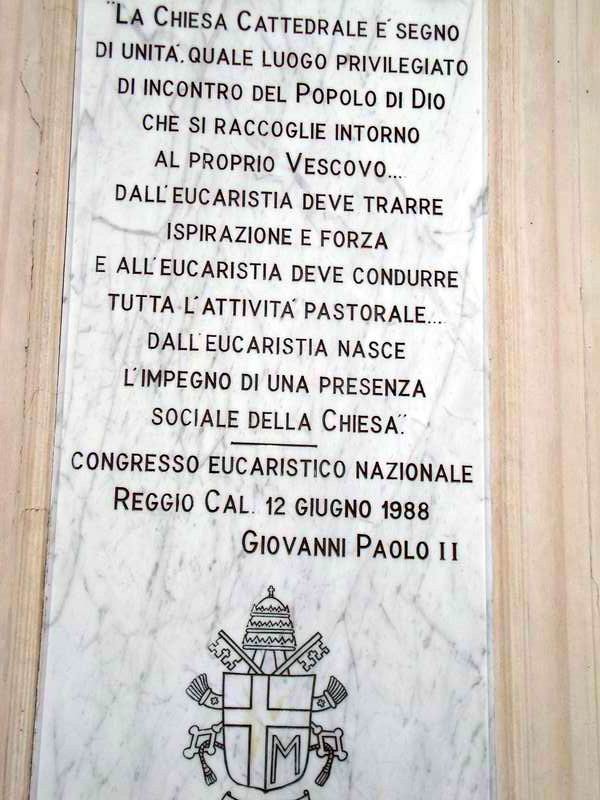 "La Chiesa Cattedrale e' segno
di unita'. quale luogo privilegiato
di incontro del Popolo di Dio
che si raccoglie intorno
al proprio Vescovo...
dall'eucaristia deve trarre
ispirazione e forza
e all'eucaristia deve condurre
tutta l'attivita' pastorale...
dall'eucaristia nasce
l'impegno di una presenza
sociale della Chiesa".
congresso eucaristico nazionale
Reggio Cal. 12 giugno 1988
Giovanni Paolo II
M